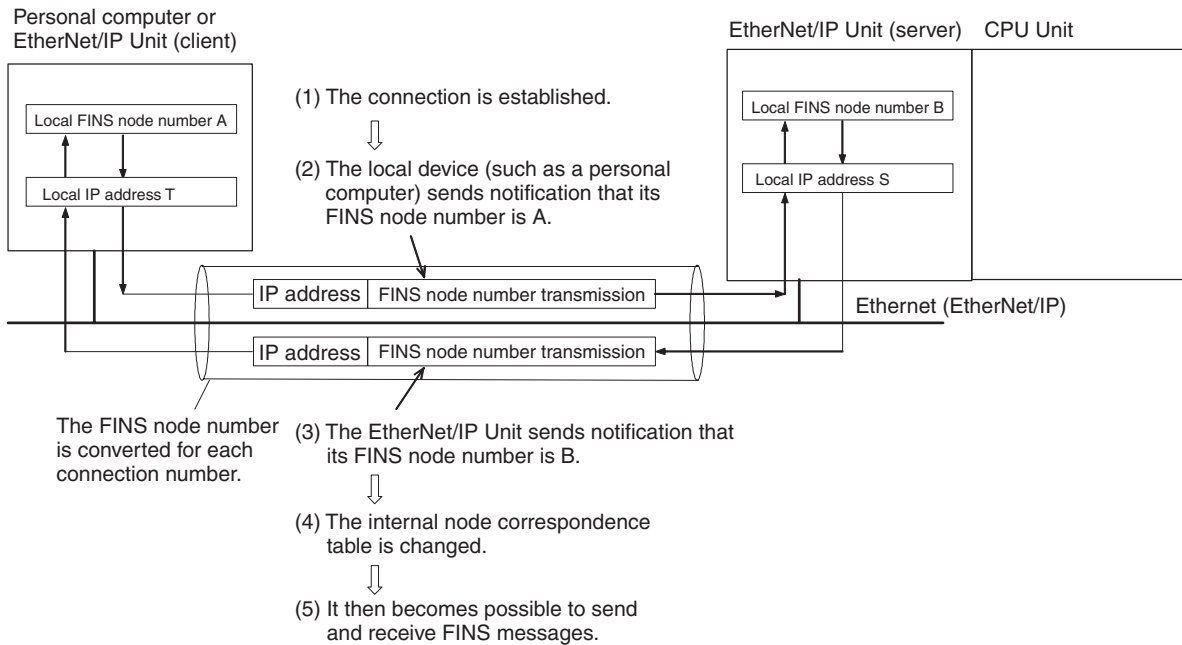 Personal computer or
EtherNet/IP Unit (client)
EtherNet/IP Unit (server)
CPU Unit
Local FINS node number A
Local IP address T
(1) The connection is established.
(2) The local device (such as a personal
computer) sends notification that its
FINS node number is A.
Local FINS node number B
Local IP address S
IP address
FINS node number transmission
Ethernet (EtherNet/IP)
IP address
FINS node number transmission
The FINS node number
is converted for each
connection number.
(3) The EtherNet/IP Unit sends notification that
its FINS node number is B.
(4) The internal node correspondence
table is changed.
(5) It then becomes possible to send
and receive FINS messages.